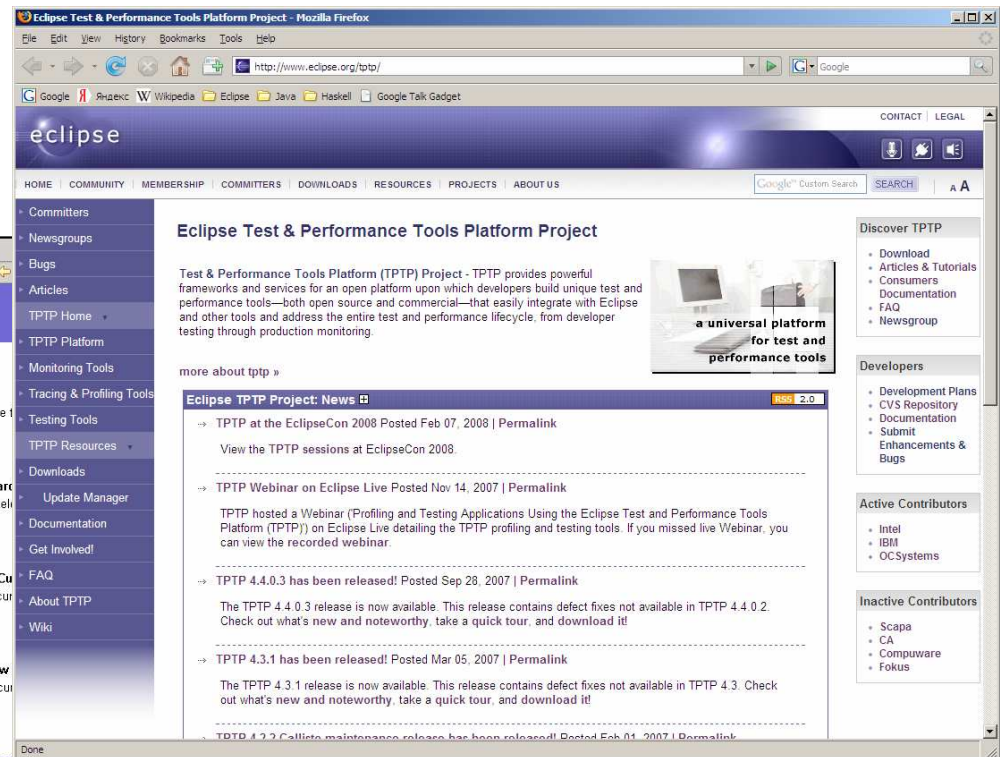 Eclipse Test & Performance Tools Platform Project - Mozilla Firefox
File Edit View History Bookmarks Tools Help
http://www.eclipse.org/tptp/
G Google
Google Яндекс Wikipedia Eclipse Java Haskell Google Talk Gadget
CONTACT | LEGAL
eclipse
HOME | COMMUNITY | MEMBERSHIP | COMMITTERS | DOWNLOADS | RESOURCES | PROJECTS | ABOUT US
Google™ Custom Search SEARCH A A
Committers
Newsgroups
Bugs
Articles
TPTP Home
TPTP Platform
Monitoring Tools
Tracing & Profiling Tools
Testing Tools
TPTP Resources
Downloads
Update Manager
Documentation
Get Involved!
FAQ
About TPTP
Wiki
Eclipse Test & Performance Tools Platform Project
Test & Performance Tools Platform (TPTP) Project - TPTP provides powerful
frameworks and services for an open platform upon which developers build unique test and
performance tools—both open source and commercial—that easily integrate with Eclipse
and other tools and address the entire test and performance lifecycle, from developer
testing through production monitoring.
more about tptp »
a universal platform
for test and
performance tools
Eclipse TPTP Project: News
RSS 2.0
TPTP at the EclipseCon 2008 Posted Feb 07, 2008 | Permalink
View the TPTP sessions at EclipseCon 2008.
TPTP Webinar on Eclipse Live Posted Nov 14, 2007 | Permalink
TPTP hosted a Webinar ('Profiling and Testing Applications Using the Eclipse Test and Performance Tools
Platform (TPTP)') on Eclipse Live detailing the TPTP profiling and testing tools. If you missed live Webinar, you
can view the recorded webinar.
TPTP 4.4.0.3 has been released! Posted Sep 28, 2007 | Permalink
The TPTP 4.4.0.3 release is now available. This release contains defect fixes not available in TPTP 4.4.0.2.
Check out what's new and noteworthy, take a quick tour, and download it!
TPTP 4.3.1 has been released! Posted Mar 05, 2007 | Permalink
The TPTP 4.3.1 release is now available. This release contains defect fixes not available in TPTP 4.3. Check
out what's new and noteworthy, take a quick tour, and download it!
TPTP 4.2.2 Callisto maintenance release has been released! Posted Feb 01, 2007 | Permalink
Discover TPTP
Download
Articles & Tutorials
Consumers
Documentation
FAQ
Newsgroup
Developers
Development Plans
CVS Repository
Documentation
Submit
Enhancements &
Bugs
Active Contributors
Intel
IBM
OCSystems
Inactive Contributors
Scapa
CA
Compuware
Fokus
Done